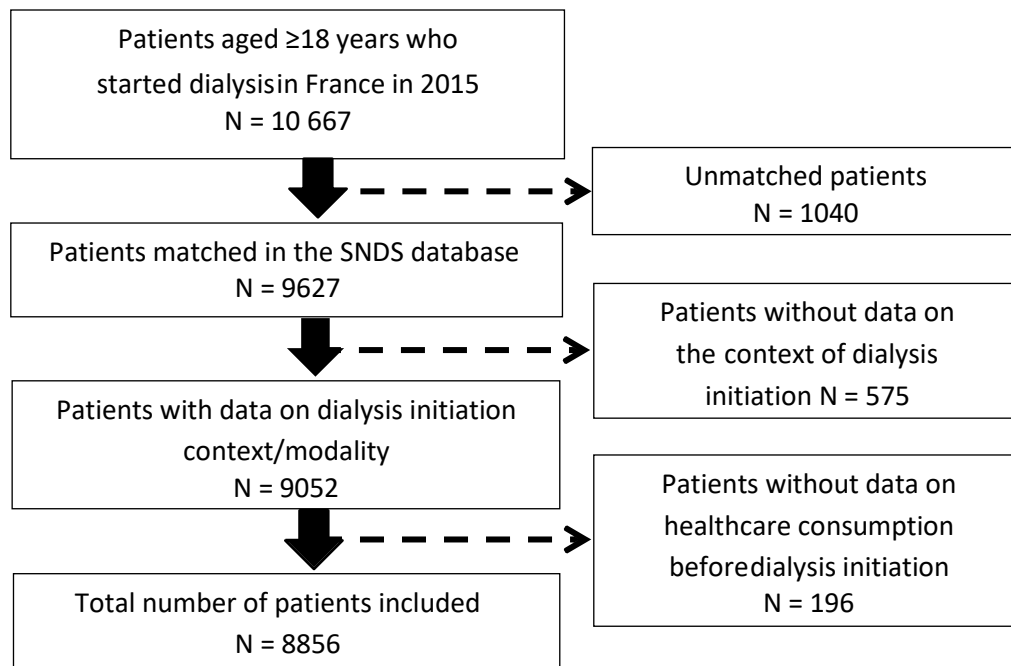 Patients aged ≥18 years who
started dialysisin France in 2015
N = 10 667
Unmatched patients
N = 1040
Patients matched in the SNDS database
N = 9627
Patients without data on
the context of dialysis
initiation N = 575
Patients with data on dialysis initiation
context/modality
N = 9052
Patients without data on
healthcare consumption
beforedialysis initiation
N = 196
Total number of patients included
N = 8856